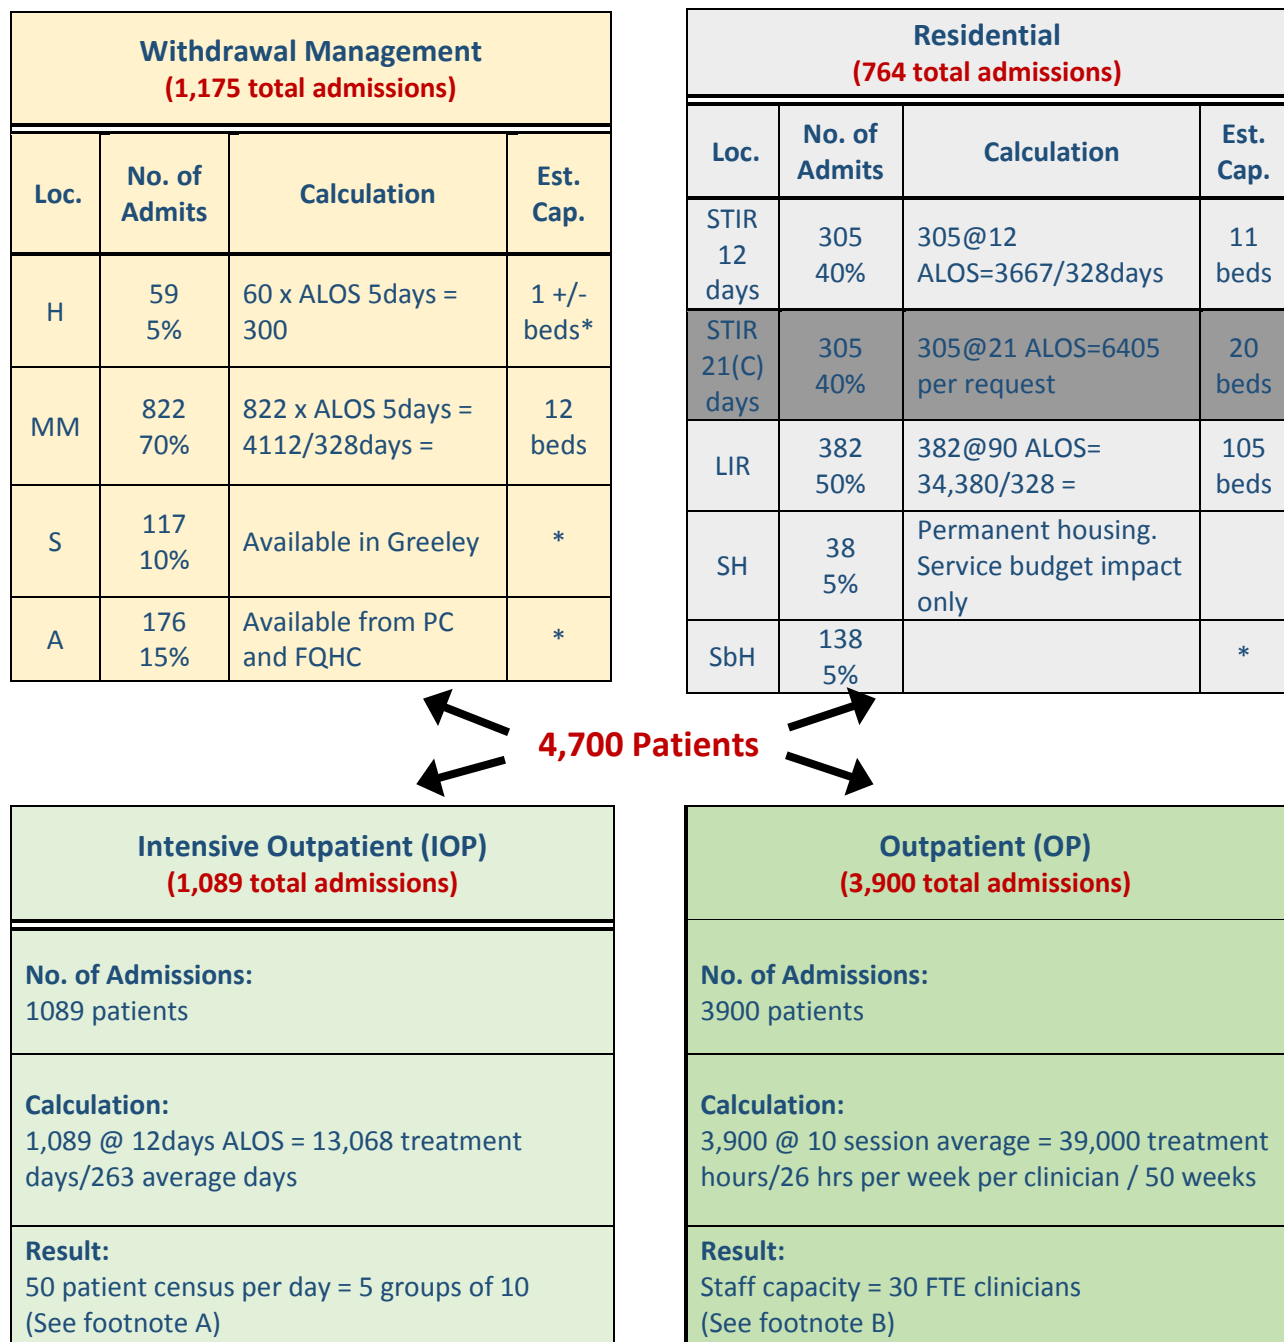 Withdrawal Management
(1,175 total admissions)
Loc.
No. of
Admits
Calculation
Est.
Cap.
H
59
5%
60 x ALOS 5days =
300
1 +/-
beds*
MM
822
70%
822 x ALOS 5days =
4112/328days =
12
beds
S
117
10%
Available in Greeley
*
A
176
15%
Available from PC
and FQHC
*
Residential
(764 total admissions)
Loc.
No. of
Admits
Calculation
Est.
Cap.
STIR
12
days
305
40%
305@12
ALOS=3667/328days
11
beds
STIR
21(C)
days
305
40%
305@21 ALOS=6405
per request
20
beds
LIR
382
50%
382@90 ALOS=
34,380/328 =
105
beds
SH
38
5%
Permanent housing.
Service budget impact
only
SbH
138
5%
*
4,700 Patients
Intensive Outpatient (IOP)
(1,089 total admissions)
No. of Admissions:
1089 patients
Calculation:
1,089 @ 12days ALOS = 13,068 treatment
days/263 average days
Result:
50 patient census per day = 5 groups of 10
(See footnote A)
Outpatient (OP)
(3,900 total admissions)
No. of Admissions:
3900 patients
Calculation:
3,900 @ 10 session average = 39,000 treatment
hours/26 hrs per week per clinician / 50 weeks
Result:
Staff capacity = 30 FTE clinicians
(See footnote B)